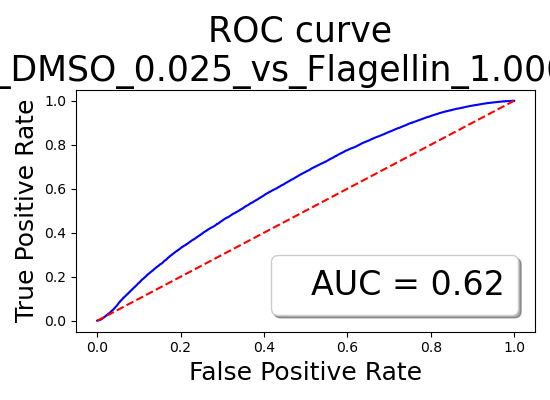 ROC curve
_DMSO_0.025_vs_Flagellin_1.000
True Positive Rate
1.0
0.8
0.6
0.4
0.2
0.0
AUC = 0.62
0.0 0.2 0.4 0.6 0.8 1.0
False Positive Rate